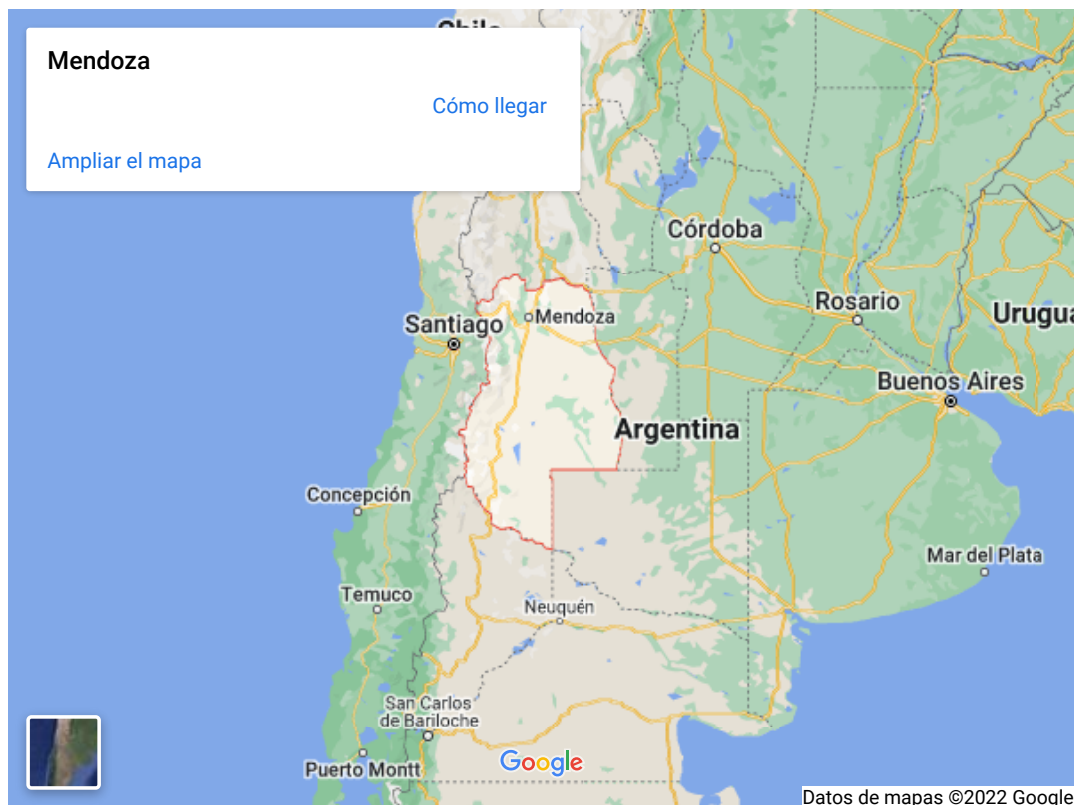 Chile
Mendoza
Cómo llegar
Ampliar el mapa
Córdoba
Rosario
Mendoza
Santiago
Buenos Aires
Argentina
Concepción
Mar del Plata
Temuco
Neuquén
San Carlos
de Bariloche
Google
Puerto Montt
Datos de mapas ©2022 Google